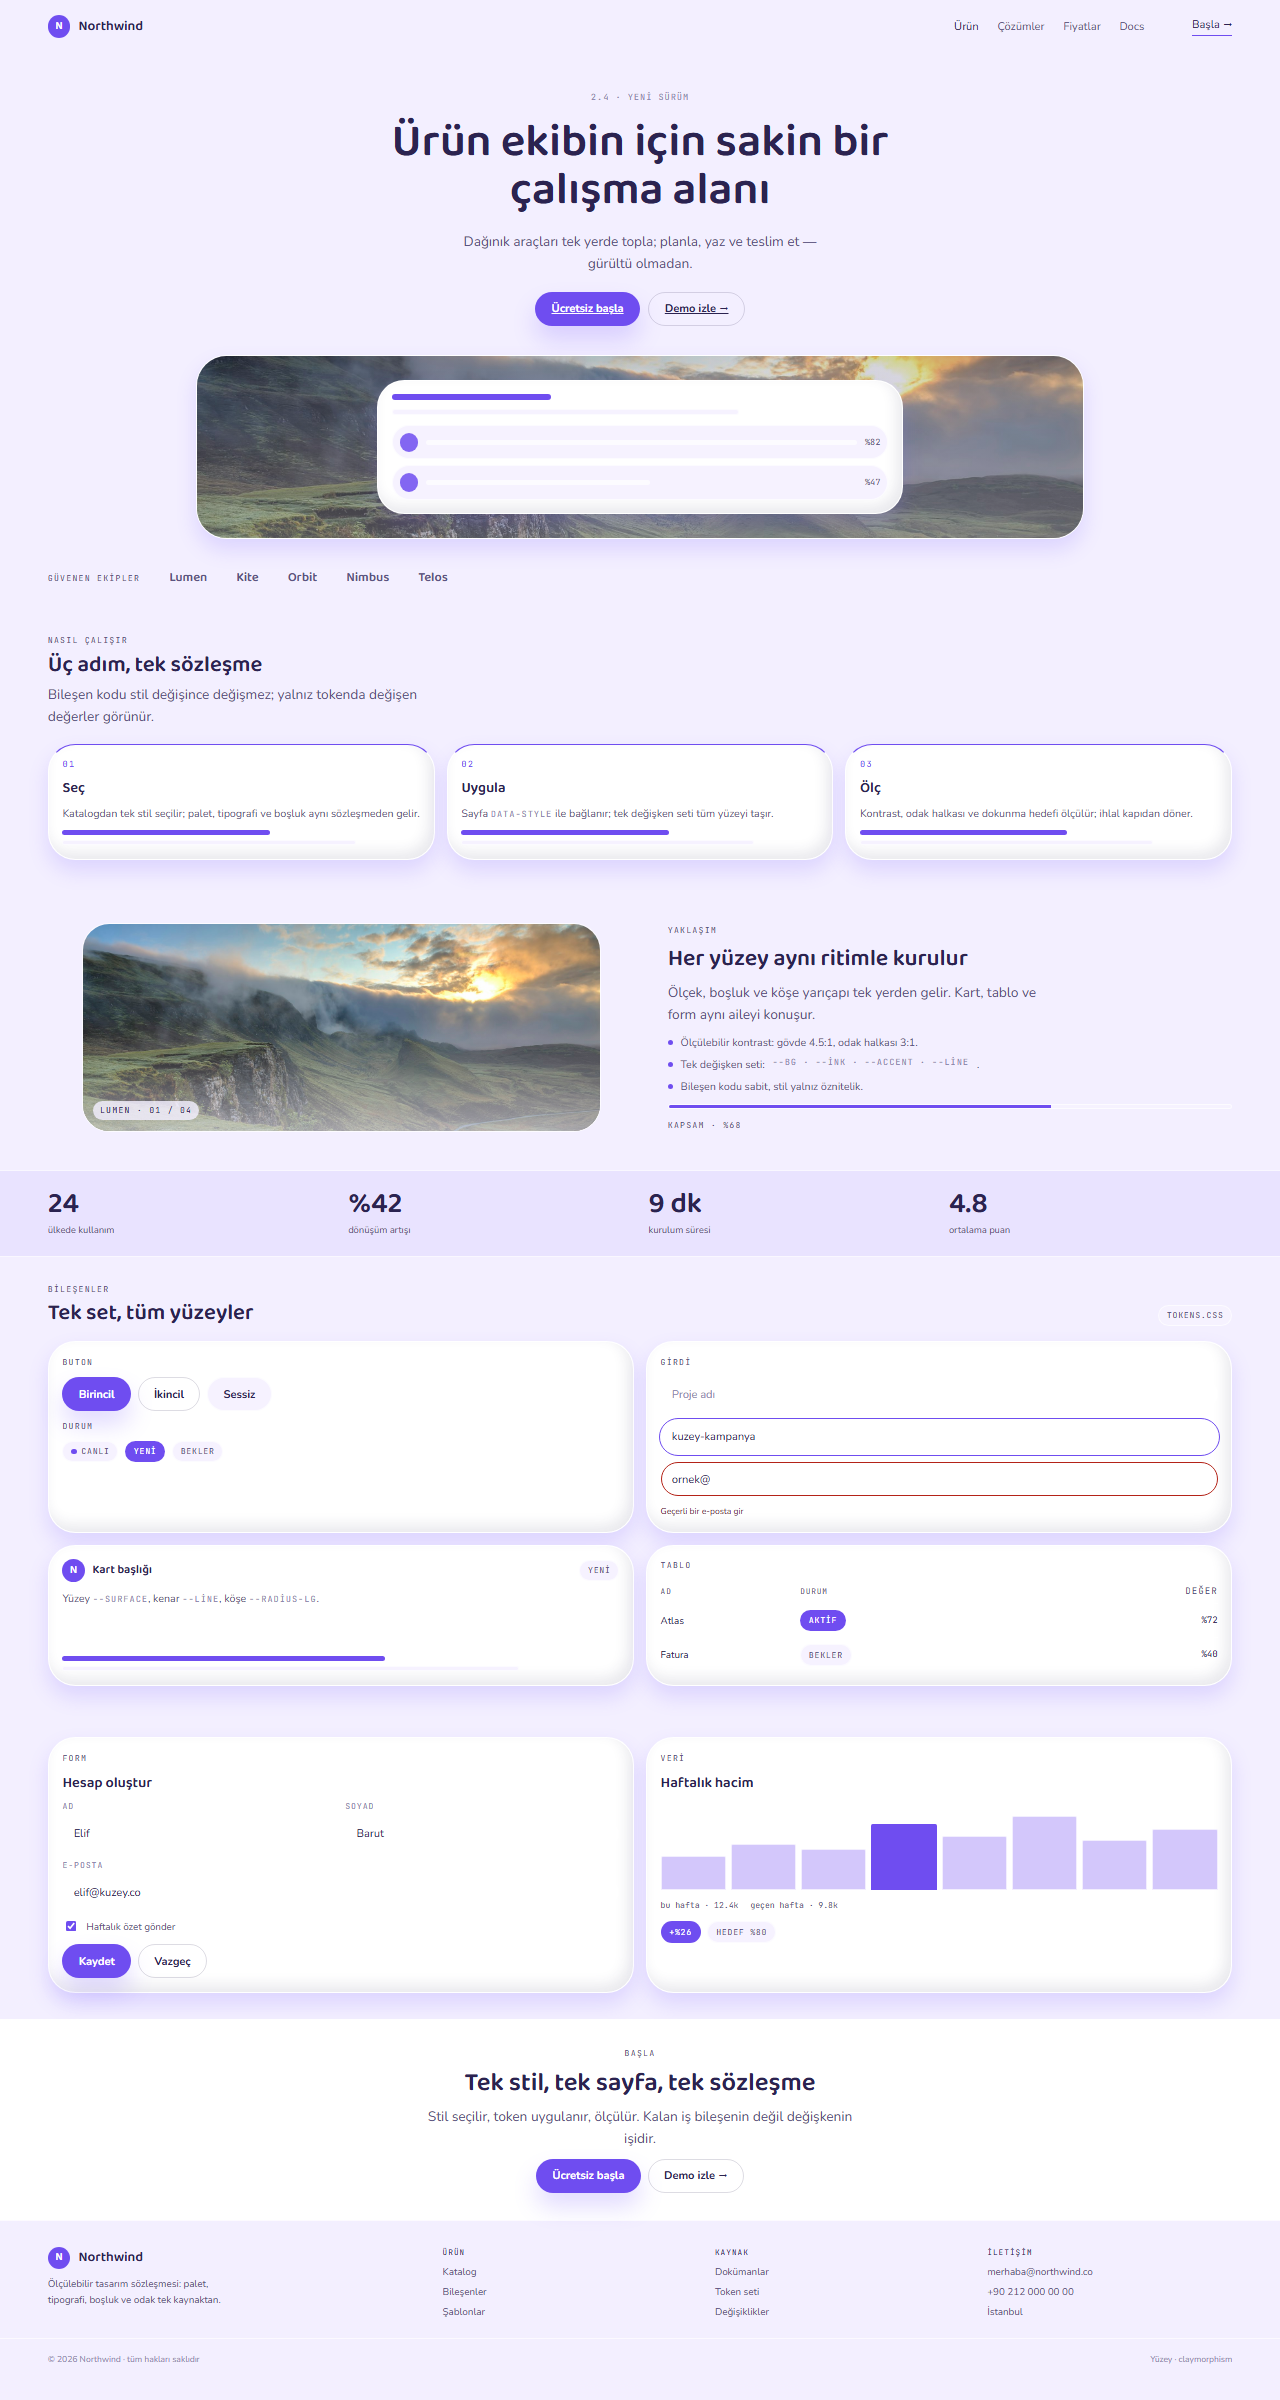 N Northwind
Ürün Çözümler Fiyatlar Docs Başla →
2.4 · YENİ SÜRÜM
Ürün ekibin için sakin bir
çalışma alanı
Dağınık araçları tek yerde topla; planla, yaz ve teslim et —
gürültü olmadan.
Ücretsiz başla Demo izle →
%82
%47
GÜVENEN EKİPLER Lumen Kite Orbit Nimbus Telos
NASIL ÇALIŞIR
Üç adım, tek sözleşme
Bileşen kodu stil değişince değişmez; yalnız tokenda değişen
değerler görünür.
01
Seç
Katalogdan tek stil seçilir; palet, tipografi ve boşluk aynı sözleşmeden gelir.
02
Uygula
Sayfa DATA-STYLE ile bağlanır; tek değişken seti tüm yüzeyi taşır.
03
Ölç
Kontrast, odak halkası ve dokunma hedefi ölçülür; ihlal kapıdan döner.
LUMEN · 01 / 04
YAKLAŞIM
Her yüzey aynı ritimle kurulur
Ölçek, boşluk ve köşe yarıçapı tek yerden gelir. Kart, tablo ve
form aynı aileyi konuşur.
Ölçülebilir kontrast: gövde 4.5:1, odak halkası 3:1.
Tek değişken seti: --BG · --İNK · --ACCENT · --LİNE .
Bileşen kodu sabit, stil yalnız öznitelik.
KAPSAM · %68
24
ülkede kullanım
%42
dönüşüm artışı
9 dk
kurulum süresi
4.8
ortalama puan
BİLEŞENLER
Tek set, tüm yüzeyler
TOKENS.CSS
BUTON
Birincil İkincil Sessiz
DURUM
CANLI YENİ BEKLER
GİRDİ
Proje adı
kuzey-kampanya
ornek@
Geçerli bir e-posta gir
N Kart başlığı YENİ
Yüzey --SURFACE, kenar --LİNE, köşe --RADİUS-LG.
TABLO
AD DURUM DEĞER
Atlas AKTİF %72
Fatura BEKLER %40
FORM
Hesap oluştur
AD SOYAD
Elif Barut
E-POSTA
elif@kuzey.co
Haftalık özet gönder
Kaydet Vazgeç
VERİ
Haftalık hacim
bu hafta · 12.4k geçen hafta · 9.8k
+%26 HEDEF %80
BAŞLA
Tek stil, tek sayfa, tek sözleşme
Stil seçilir, token uygulanır, ölçülür. Kalan iş bileşenin değil değişkenin
işidir.
Ücretsiz başla Demo izle →
N Northwind
Ölçülebilir tasarım sözleşmesi: palet,
tipografi, boşluk ve odak tek kaynaktan.
ÜRÜN
Katalog
Bileşenler
Şablonlar
KAYNAK
Dokümanlar
Token seti
Değişiklikler
İLETİŞİM
merhaba@northwind.co
+90 212 000 00 00
İstanbul
© 2026 Northwind · tüm hakları saklıdır
Yüzey · claymorphism